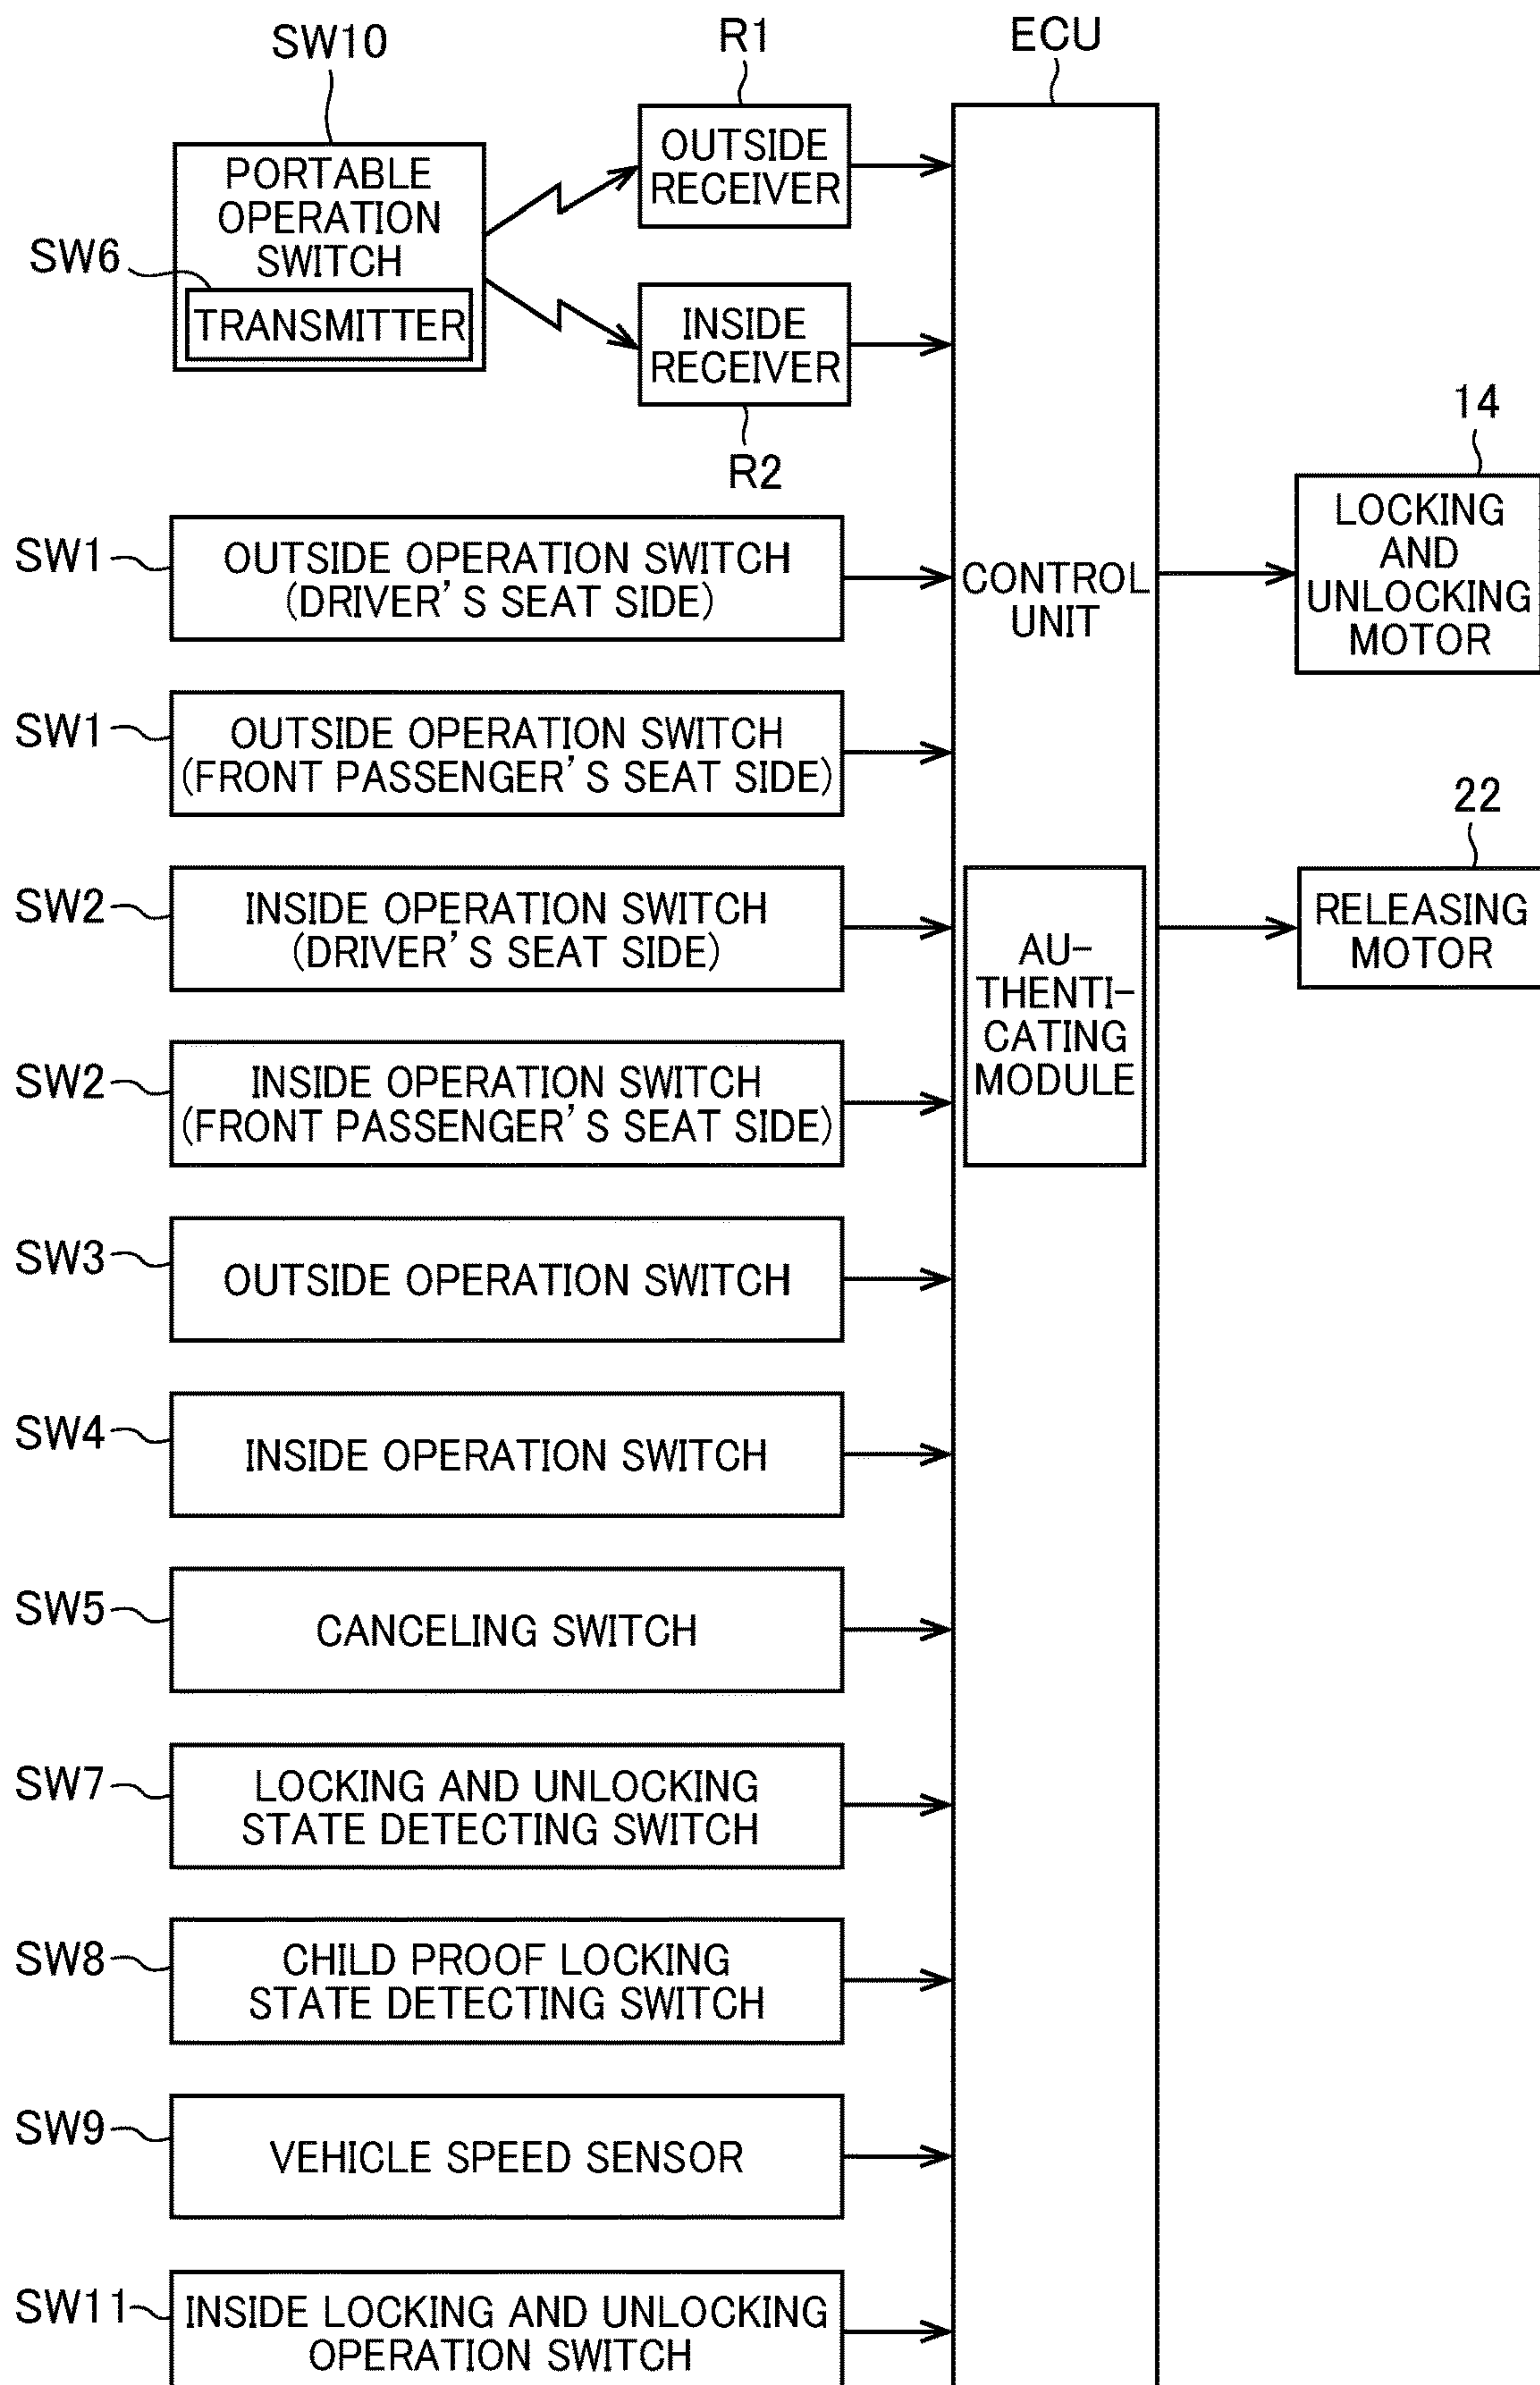 SW10
R1
ECU
PORTABLE
OPERATION
SWITCH
SW6
TRANSMITTER
OUTSIDE
RECEIVER
INSIDE
RECEIVER
R2
14
LOCKING
AND
UNLOCKING
MOTOR
CONTROL
UNIT
SW1
OUTSIDE OPERATION SWITCH
(DRIVER'S SEAT SIDE)
SW1
OUTSIDE OPERATION SWITCH
(FRONT PASSENGER'S SEAT SIDE)
22
RELEASING
MOTOR
SW2
INSIDE OPERATION SWITCH
(DRIVER'S SEAT SIDE)
AU-
THENTI-
CATING
MODULE
SW2
INSIDE OPERATION SWITCH
(FRONT PASSENGER'S SEAT SIDE)
SW3
OUTSIDE OPERATION SWITCH
SW4
INSIDE OPERATION SWITCH
SW5
CANCELING SWITCH
SW7
LOCKING AND UNLOCKING
STATE DETECTING SWITCH
SW8
CHILD PROOF LOCKING
STATE DETECTING SWITCH
SW9
VEHICLE SPEED SENSOR
SW11
INSIDE LOCKING AND UNLOCKING
OPERATION SWITCH